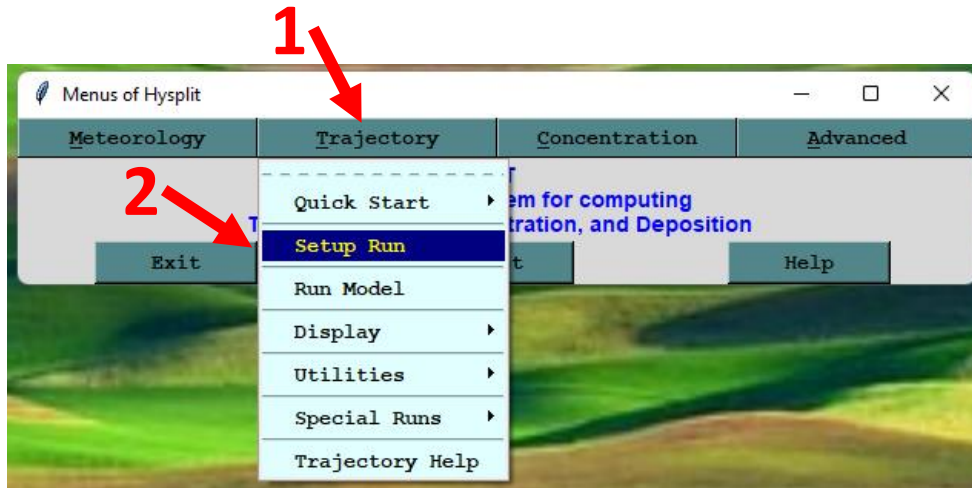 1
Menus of Hysplit
Meteorology Trajectory Concentration Advanced
2
Quick Start
em for computing
tration, and Deposition
Setup Run
Exit
Help
Run Model
Display
Utilities
Special Runs
Trajectory Help